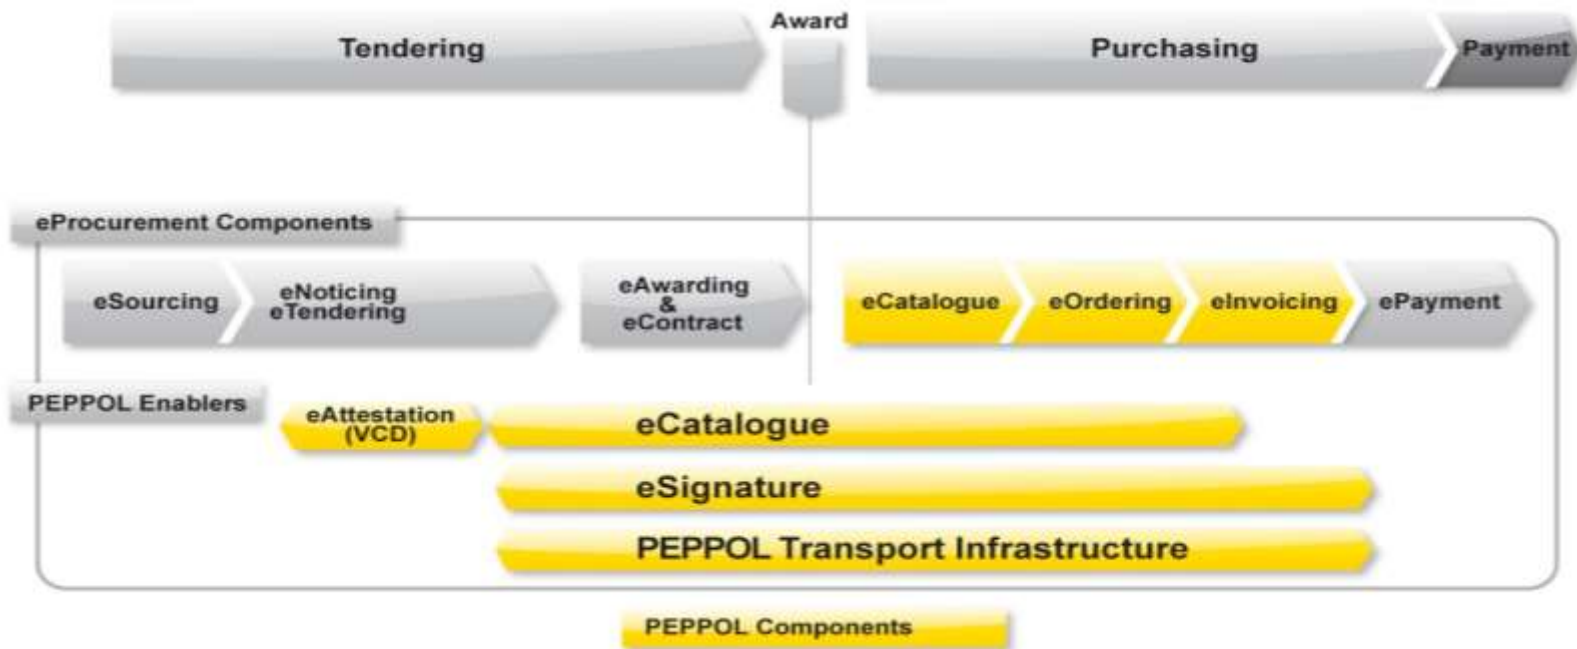 Award
Tendering
Purchasing
Payment
eProcurement Components
eSourcing
eNoticing
eTendering
eAwarding
&
eContract
eCatalogue
eOrdering
eInvoicing
ePayment
PEPPOL Enablers
eAttestation
(VCD)
eCatalogue
eSignature
PEPPOL Transport Infrastructure
PEPPOL Components